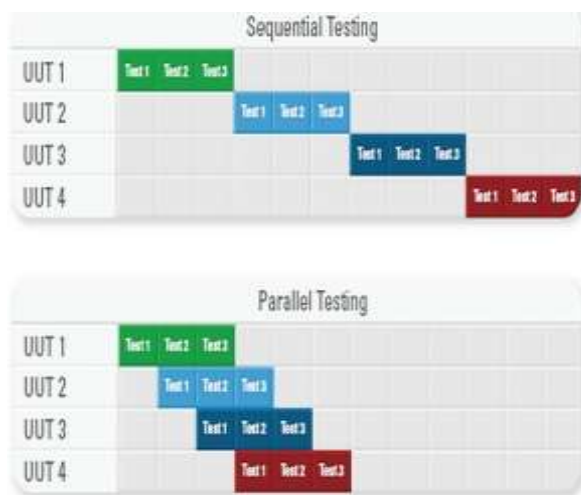 Sequential Testing
UUT 1 Test 1 Test 2 Test 3
UUT 2 Test 1 Test 2 Test 3
UUT 3 Test 1 Test 2 Test 3
UUT 4 Test 1 Test 2 Test 3
Parallel Testing
UUT 1 Test 1 Test 2 Test 3
UUT 2 Test 1 Test 2 Test 3
UUT 3 Test 1 Test 2 Test 3
UUT 4 Test 1 Test 2 Test 3